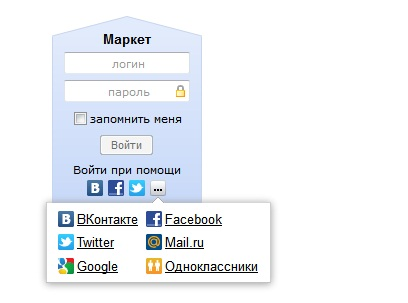 Маркет
логин
пароль
запомнить меня
Войти
Войти при помощи
ВКонтакте Facebook
Twitter Mail.ru
Google Одноклассники